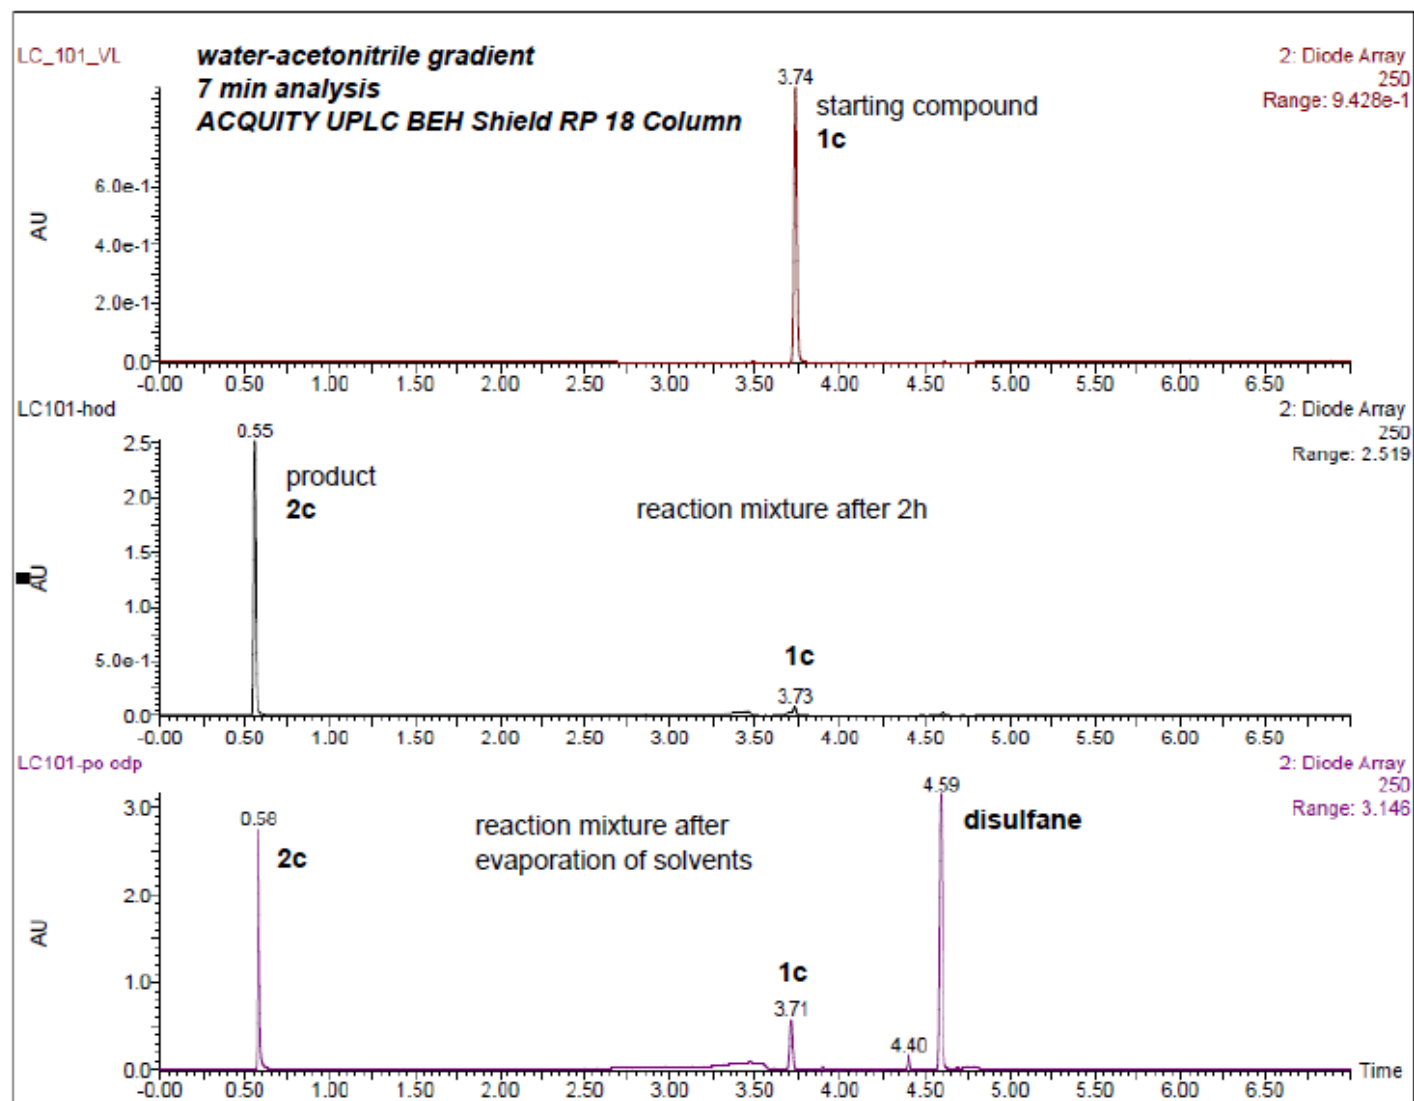 LC_101_VL
water-acetonitrile gradient
7 min analysis
ACQUITY UPLC BEH Shield RP 18 Column
2: Diode Array
250
Range: 9.428e-1
3.74
starting compound
1c
AU
6.0e-1
4.0e-1
2.0e-1
0.0
-0.00 0.50 1.00 1.50 2.00 2.50 3.00 3.50 4.00 4.50 5.00 5.50 6.00 6.50
LC101-hod
2: Diode Array
250
Range: 2.519
0.55
product
2c
reaction mixture after 2h
AU
2.5
2.0
1.5
1.0
5.0e-1
0.0
1c
3.73
-0.00 0.50 1.00 1.50 2.00 2.50 3.00 3.50 4.00 4.50 5.00 5.50 6.00 6.50
LC101-po odp
2: Diode Array
250
Range: 3.146
0.58
2c
reaction mixture after
evaporation of solvents
4.59
disulfane
AU
3.0
2.0
1.0
0.0
1c
3.71
4.40
Time
-0.00 0.50 1.00 1.50 2.00 2.50 3.00 3.50 4.00 4.50 5.00 5.50 6.00 6.50